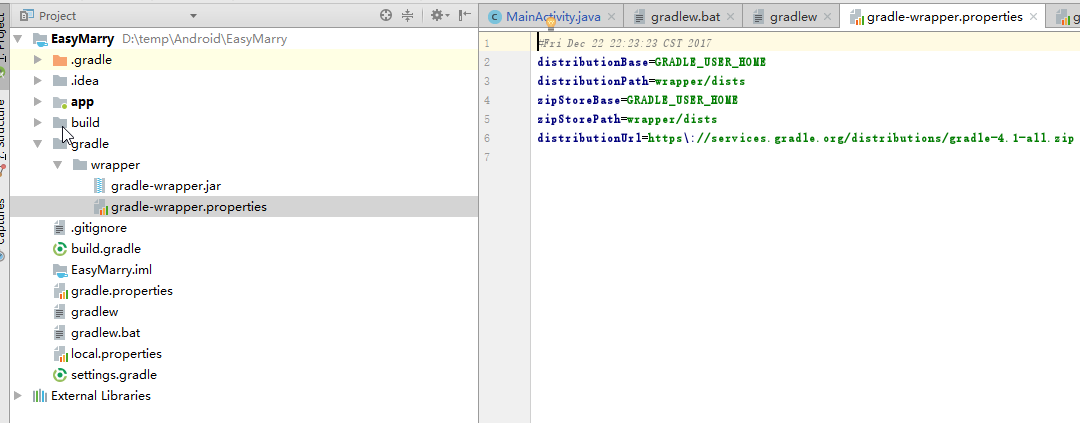 Project
MainActivity.java
gradlew.bat
gradlew
gradle-wrapper.properties
EasyMarry D:\temp\Android\EasyMarry
.gradle
.idea
app
build
gradle
wrapper
gradle-wrapper.jar
gradle-wrapper.properties
.gitignore
build.gradle
EasyMarry.iml
gradle.properties
gradlew
gradlew.bat
local.properties
settings.gradle
External Libraries
1 #Fri Dec 22 22:23:23 CST 2017
2 distributionBase=GRADLE_USER_HOME
3 distributionPath=wrapper/dists
4 zipStoreBase=GRADLE_USER_HOME
5 zipStorePath=wrapper/dists
6 distributionUrl=https\://services.gradle.org/distributions/gradle-4.1-all.zip
7